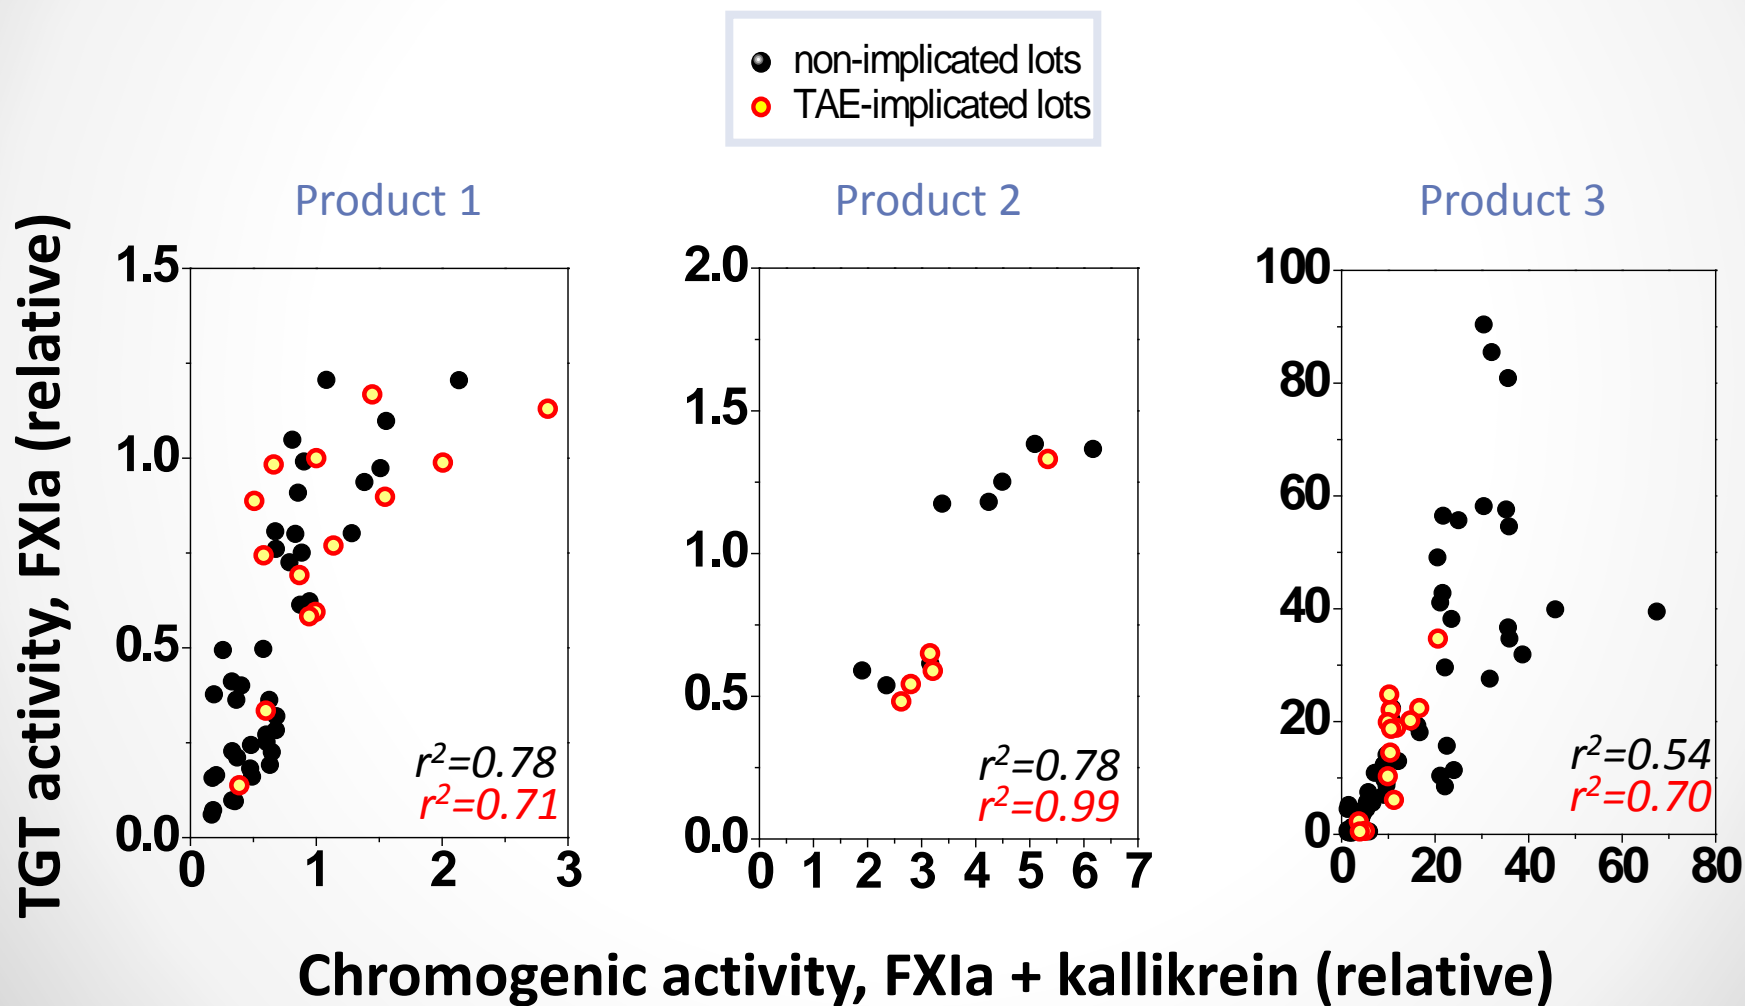 non-implicated lots
TAE-implicated lots
TGT activity, FXIa (relative)
Product 1
1.5
1.0
0.5
0.0
0 1 2 3
r²=0.78
r²=0.71
Product 2
2.0
1.5
1.0
0.5
0.0
0 1 2 3 4 5 6 7
r²=0.78
r²=0.99
Product 3
100
80
60
40
20
0
0 20 40 60 80
r²=0.54
r²=0.70
Chromogenic activity, FXIa + kallikrein (relative)